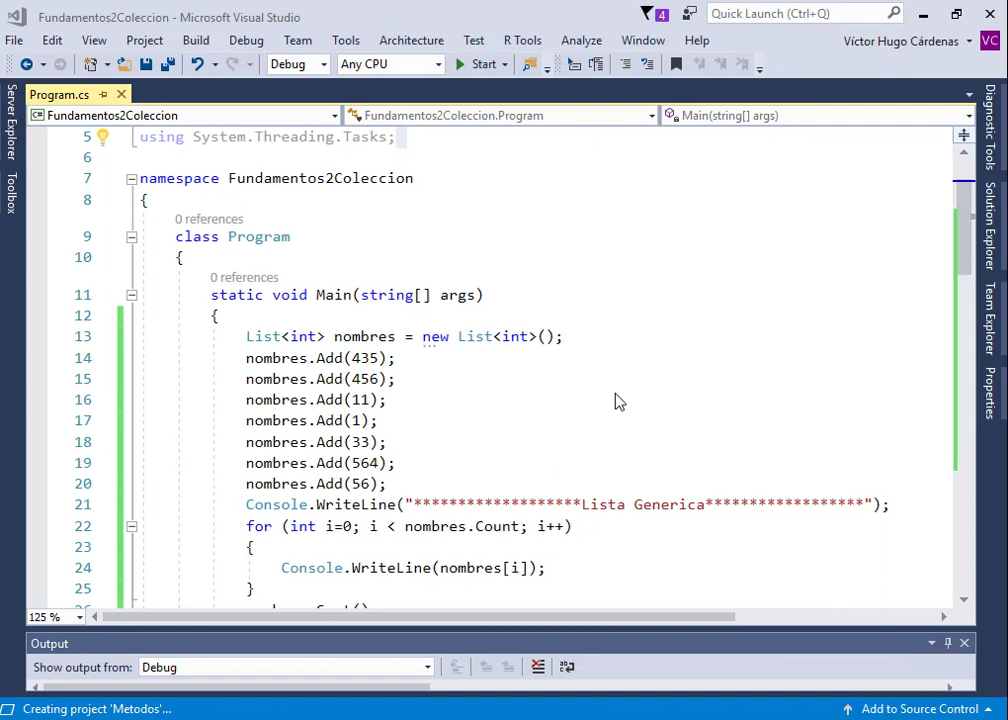 Fundamentos2Coleccion - Microsoft Visual Studio
4
Quick Launch (Ctrl+Q)
File Edit View Project Build Debug Team Tools Architecture Test R Tools Analyze Window Help Víctor Hugo Cárdenas VC
Debug Any CPU Start
Program.cs
Fundamentos2Coleccion Fundamentos2Coleccion.Program Main(string[] args)
5 using System.Threading.Tasks;
6
7 namespace Fundamentos2Coleccion
8 {
0 references
9 class Program
10 {
0 references
11 static void Main(string[] args)
12 {
13 List<int> nombres = new List<int>();
14 nombres.Add(435);
15 nombres.Add(456);
16 nombres.Add(11);
17 nombres.Add(1);
18 nombres.Add(33);
19 nombres.Add(564);
20 nombres.Add(56);
21 Console.WriteLine("*******************Lista Generica******************");
22 for (int i=0; i < nombres.Count; i++)
23 {
24 Console.WriteLine(nombres[i]);
25 }
125 %
Output
Show output from: Debug
Creating project 'Metodos'... Add to Source Control
Server Explorer
Toolbox
Diagnostic Tools
Solution Explorer
Team Explorer
Properties